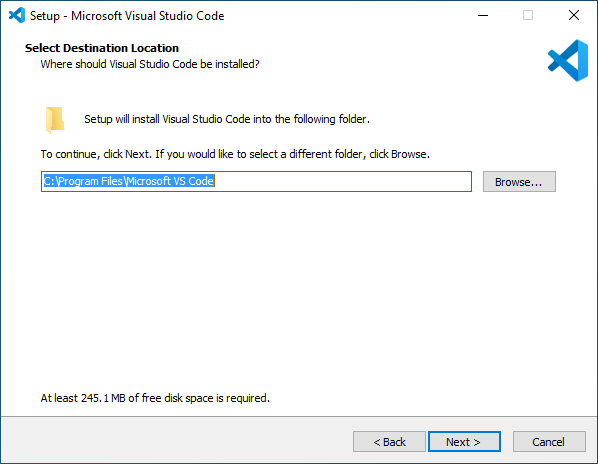 Setup - Microsoft Visual Studio Code
Select Destination Location
Where should Visual Studio Code be installed?
Setup will install Visual Studio Code into the following folder.
To continue, click Next. If you would like to select a different folder, click Browse.
C:\Program Files\Microsoft VS Code
Browse...
At least 245.1 MB of free disk space is required.
< Back
Next >
Cancel